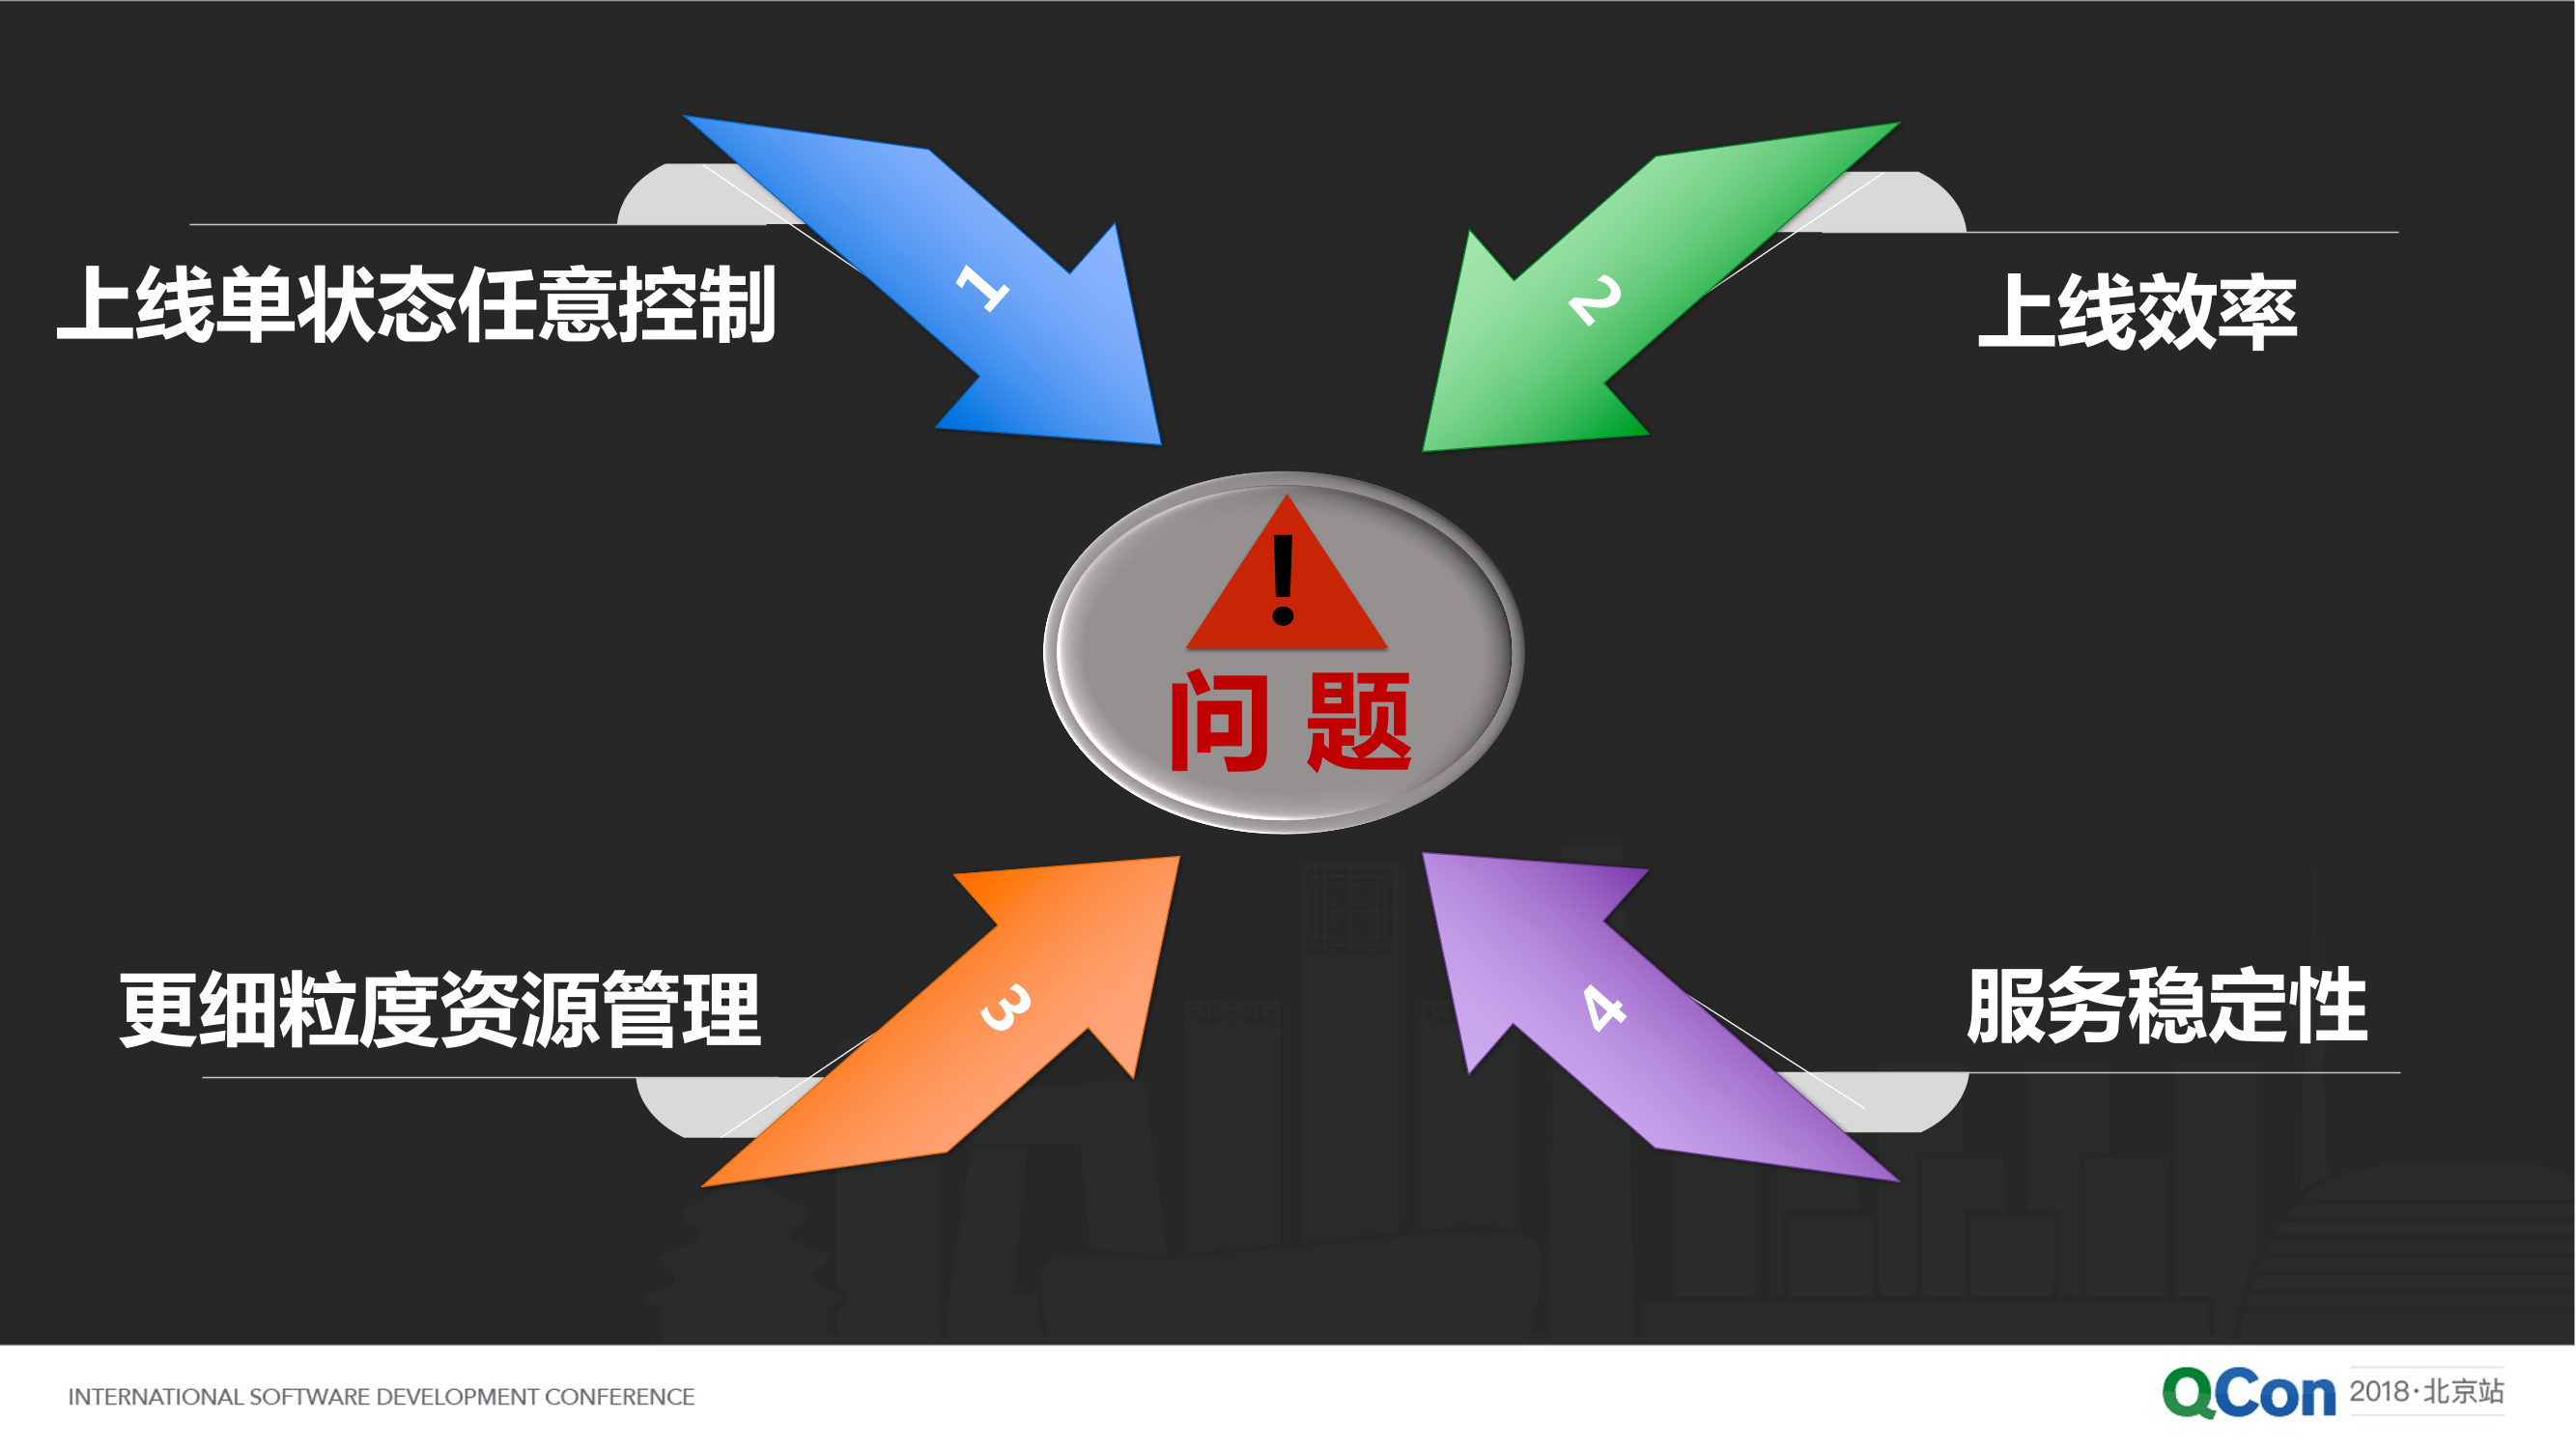 1
上线单状态任意控制
2
上线效率
!
问 题
3
更细粒度资源管理
4
服务稳定性
INTERNATIONAL SOFTWARE DEVELOPMENT CONFERENCE
QCon 2018·北京站